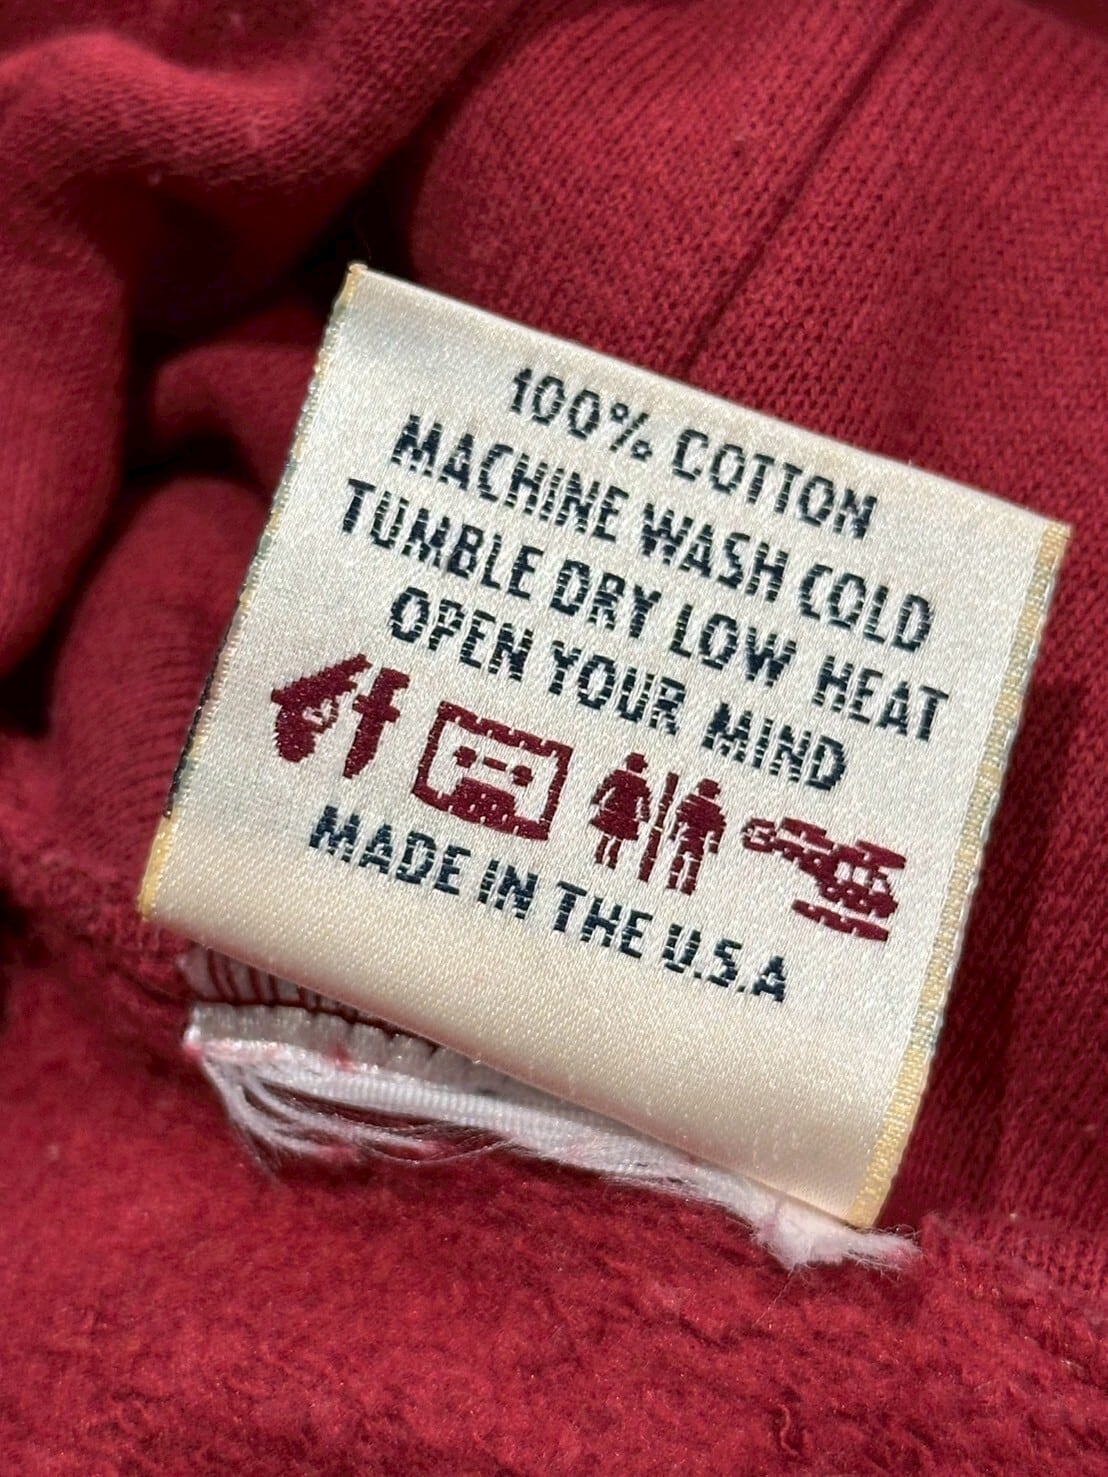 100% COTTON
MACHINE WASH COLD
TUMBLE DRY LOW HEAT
OPEN YOUR MIND
MADE IN THE U.S.A